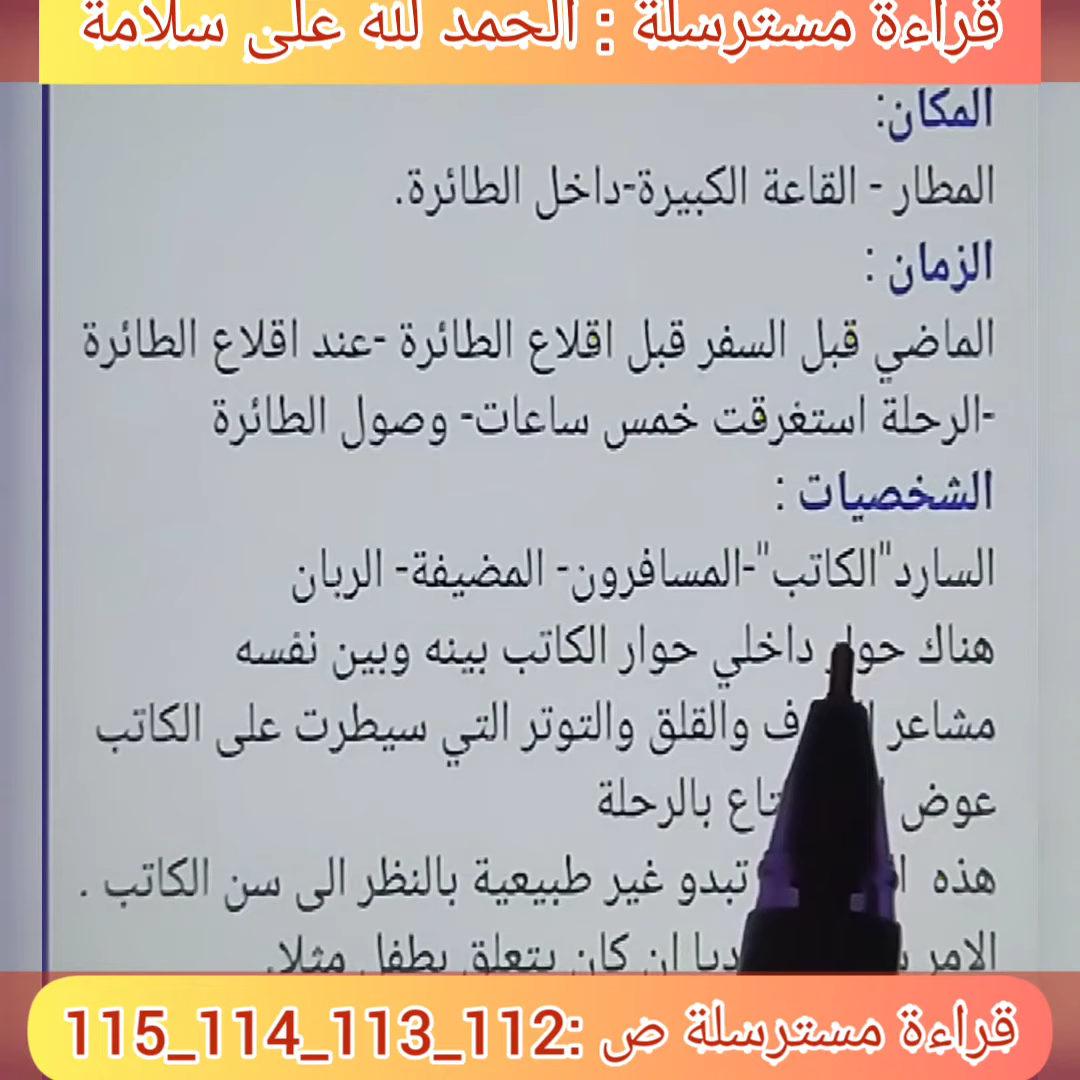 قراءة مسترسلة : الحمد لله على سلامة
المكان:
المطار - القاعة الكبيرة-داخل الطائرة.
الزمان :
الماضي قبل السفر قبل اقلاع الطائرة -عند اقلاع الطائرة
-الرحلة استغرقت خمس ساعات- وصول الطائرة
الشخصيات :
السارد"الكاتب"-المسافرون- المضيفة- الربان
هناك حوار داخلي حوار الكاتب بينه وبين نفسه
مشاعر والقلق والتوتر التي سيطرت على الكاتب
عوض بالرحلة
هذه تبدو غير طبيعية بالنظر الى سن الكاتب .
الامر ان كان يتعلق بطفل مثلا.
قراءة مسترسلة ص :112_113_114_115